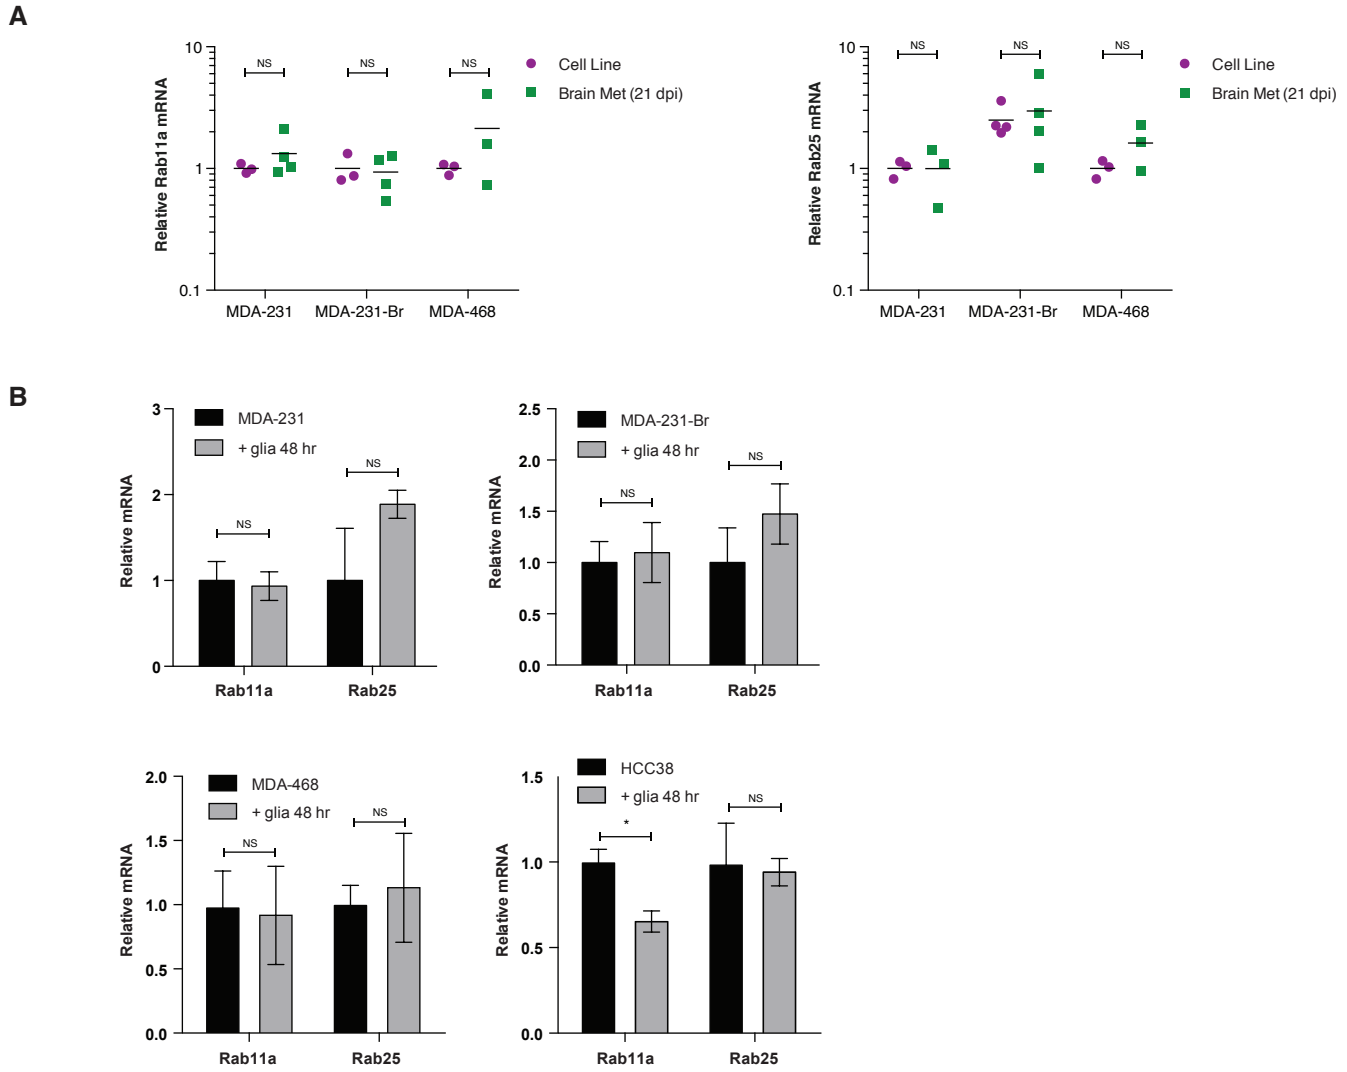 A
Relative Rab11a mRNA
10
1
0.1
NS
NS
NS
Cell Line
Brain Met (21 dpi)
MDA-231
MDA-231-Br
MDA-468
Relative Rab25 mRNA
10
1
0.1
NS
NS
NS
Cell Line
Brain Met (21 dpi)
MDA-231
MDA-231-Br
MDA-468
B
Relative mRNA
3
2
1
0
MDA-231
+ glia 48 hr
NS
NS
Rab11a
Rab25
Relative mRNA
2.5
2.0
1.5
1.0
0.5
0.0
MDA-231-Br
+ glia 48 hr
NS
NS
Rab11a
Rab25
Relative mRNA
2.0
1.5
1.0
0.5
0.0
MDA-468
+ glia 48 hr
NS
NS
Rab11a
Rab25
Relative mRNA
1.5
1.0
0.5
0.0
HCC38
+ glia 48 hr
*
NS
Rab11a
Rab25